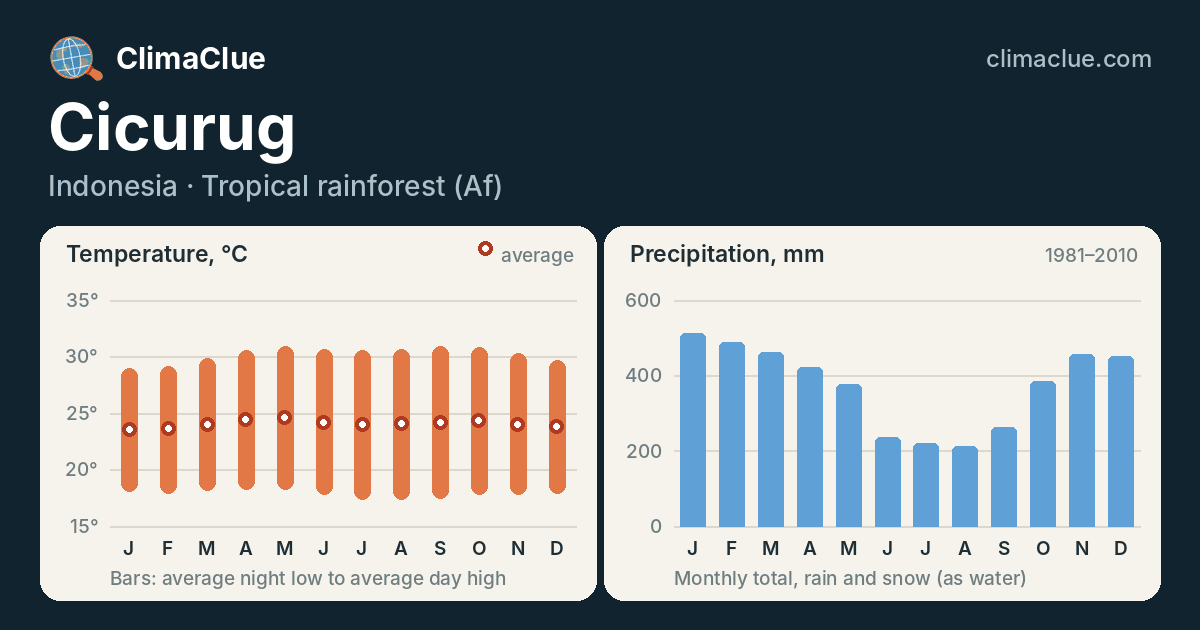 ClimaClue
climaclue.com
Cicurug
Indonesia · Tropical rainforest (Af)
Temperature, °C
average
35°
30°
25°
20°
15°
J F M A M J J A S O N D
Bars: average night low to average day high
Precipitation, mm
1981–2010
600
400
200
0
J F M A M J J A S O N D
Monthly total, rain and snow (as water)